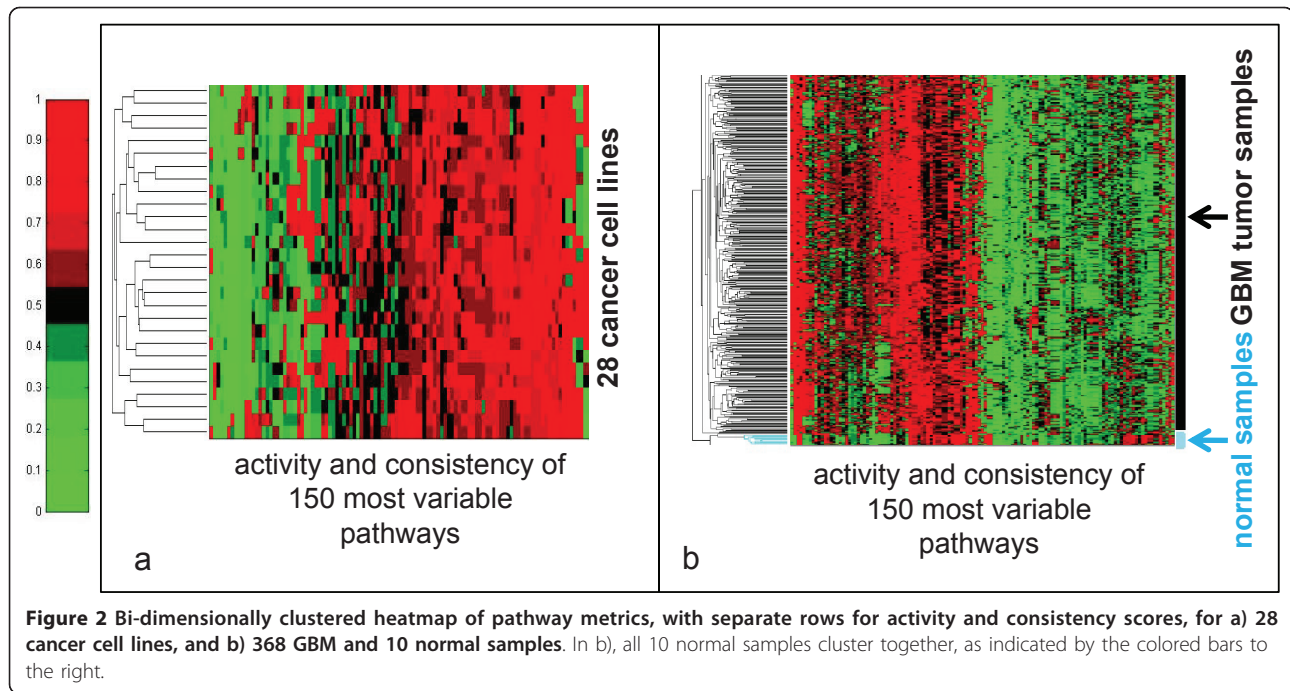 1
0.9
0.8
0.7
0.6
0.5
0.4
0.3
0.2
0.1
0
28 cancer cell lines
activity and consistency of
150 most variable
pathways
a
normal samples GBM tumor samples
activity and consistency of
150 most variable
pathways
b
Figure 2 Bi-dimensionally clustered heatmap of pathway metrics, with separate rows for activity and consistency scores, for a) 28
cancer cell lines, and b) 368 GBM and 10 normal samples. In b), all 10 normal samples cluster together, as indicated by the colored bars to
the right.